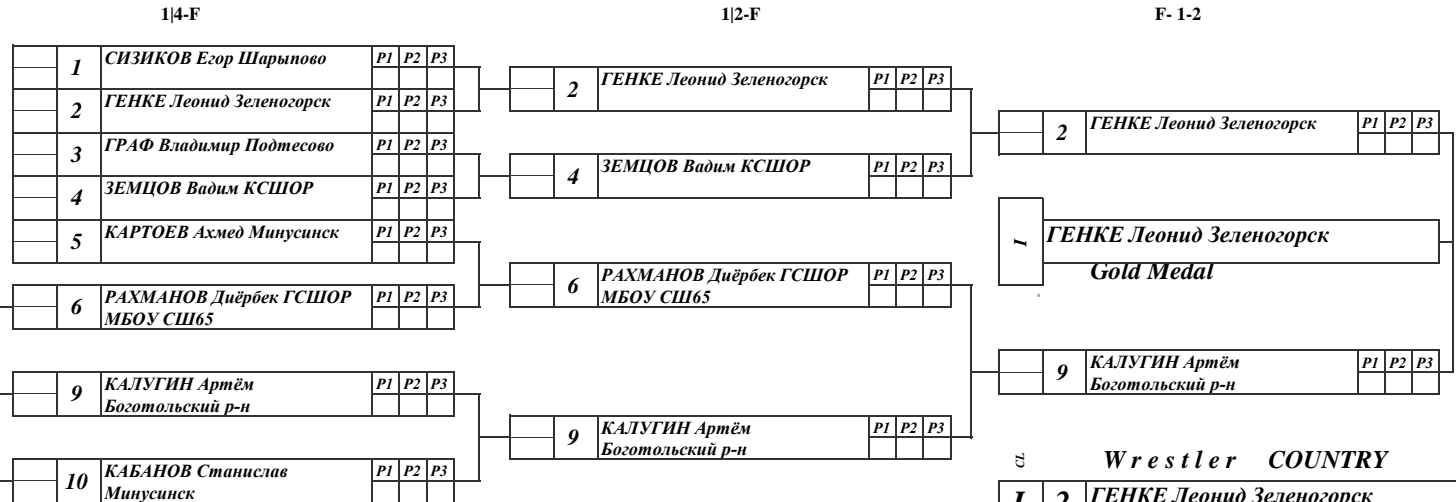 1|4-F
1|2-F
F- 1-2
1 СИЗИКОВ Егор Шарыпово P1 P2 P3
2 ГЕНКЕ Леонид Зеленогорск P1 P2 P3
3 ГРАФ Владимир Подтесово P1 P2 P3
4 ЗЕМЦОВ Вадим КСШОР P1 P2 P3
5 КАРТОЕВ Ахмед Минусинск P1 P2 P3
6 РАХМАНОВ Диёрбек ГСШОР P1 P2 P3
МБОУ СШ65
9 КАЛУГИН Артём P1 P2 P3
Боготольский р-н
10 КАБАНОВ Станислав P1 P2 P3
Минусинск
2 ГЕНКЕ Леонид Зеленогорск P1 P2 P3
4 ЗЕМЦОВ Вадим КСШОР P1 P2 P3
6 РАХМАНОВ Диёрбек ГСШОР P1 P2 P3
МБОУ СШ65
9 КАЛУГИН Артём P1 P2 P3
Боготольский р-н
2 ГЕНКЕ Леонид Зеленогорск P1 P2 P3
I ГЕНКЕ Леонид Зеленогорск
Gold Medal
9 КАЛУГИН Артём P1 P2 P3
Боготольский р-н
CL Wrestler COUNTRY
I 2 ГЕНКЕ Леонид Зеленогорск